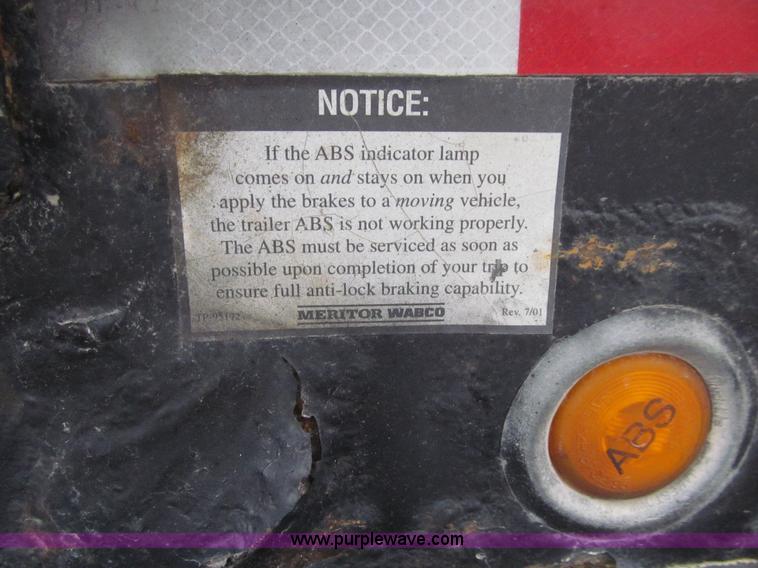 NOTICE:
If the ABS indicator lamp
comes on and stays on when you
apply the brakes to a moving vehicle,
the trailer ABS is not working properly.
The ABS must be serviced as soon as
possible upon completion of your trip to
ensure full anti-lock braking capability.
TP-95172 MERITOR WABCO Rev. 7/01
ABS
www.purplewave.com